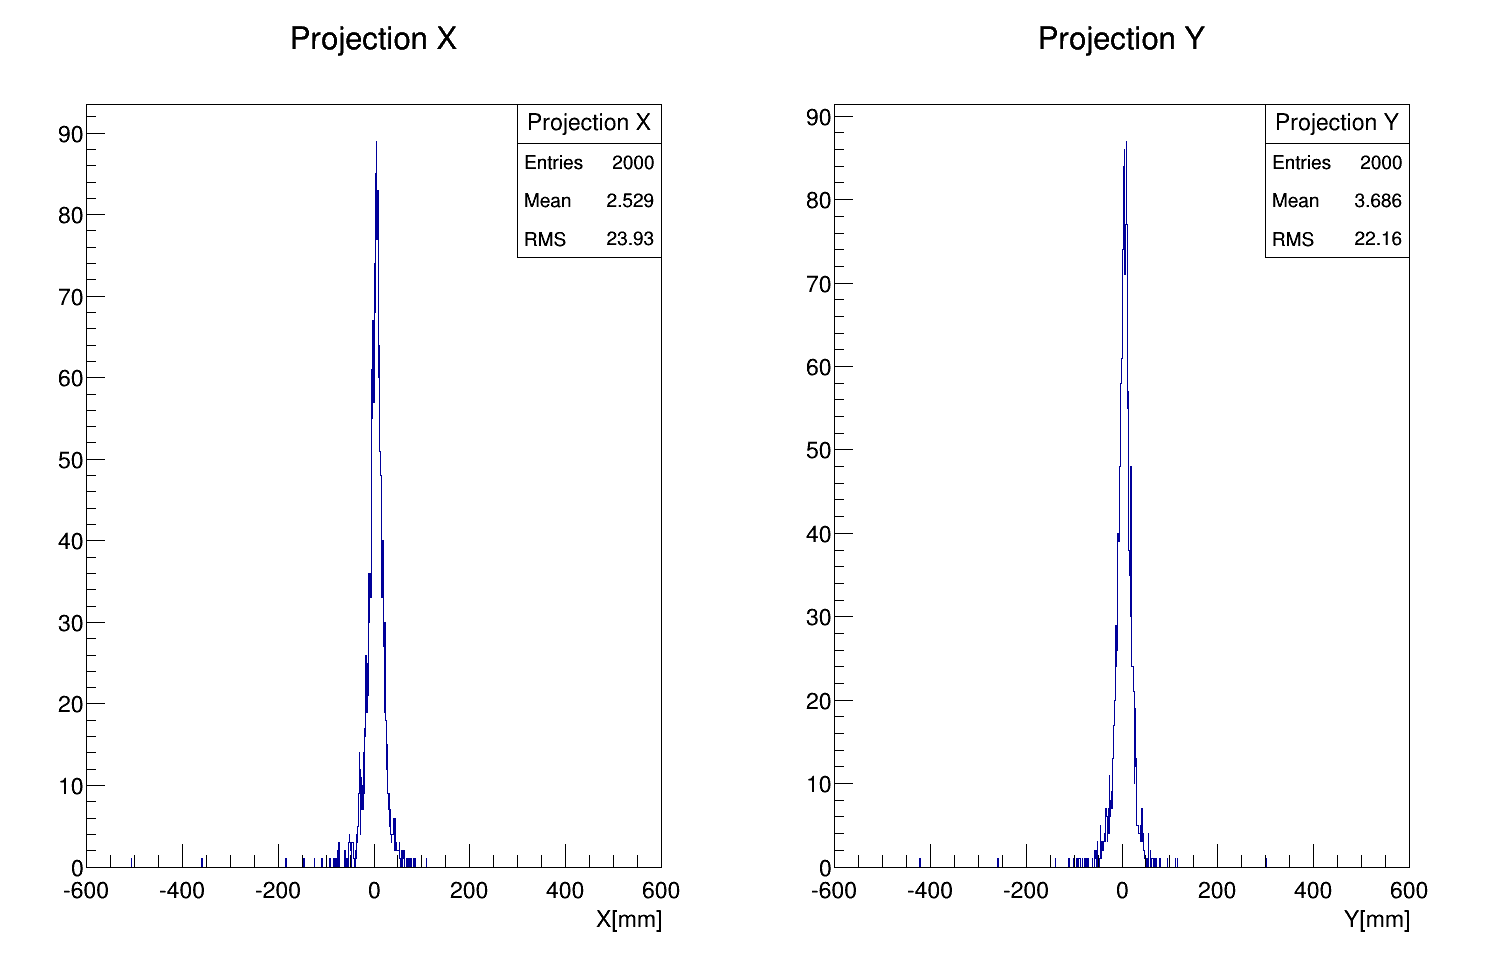 Projection X
Projection X
Entries 2000
Mean 2.529
RMS 23.93
90
80
70
60
50
40
30
20
10
0
-600 -400 -200 0 200 400 600
X[mm]
Projection Y
Projection Y
Entries 2000
Mean 3.686
RMS 22.16
90
80
70
60
50
40
30
20
10
0
-600 -400 -200 0 200 400 600
Y[mm]